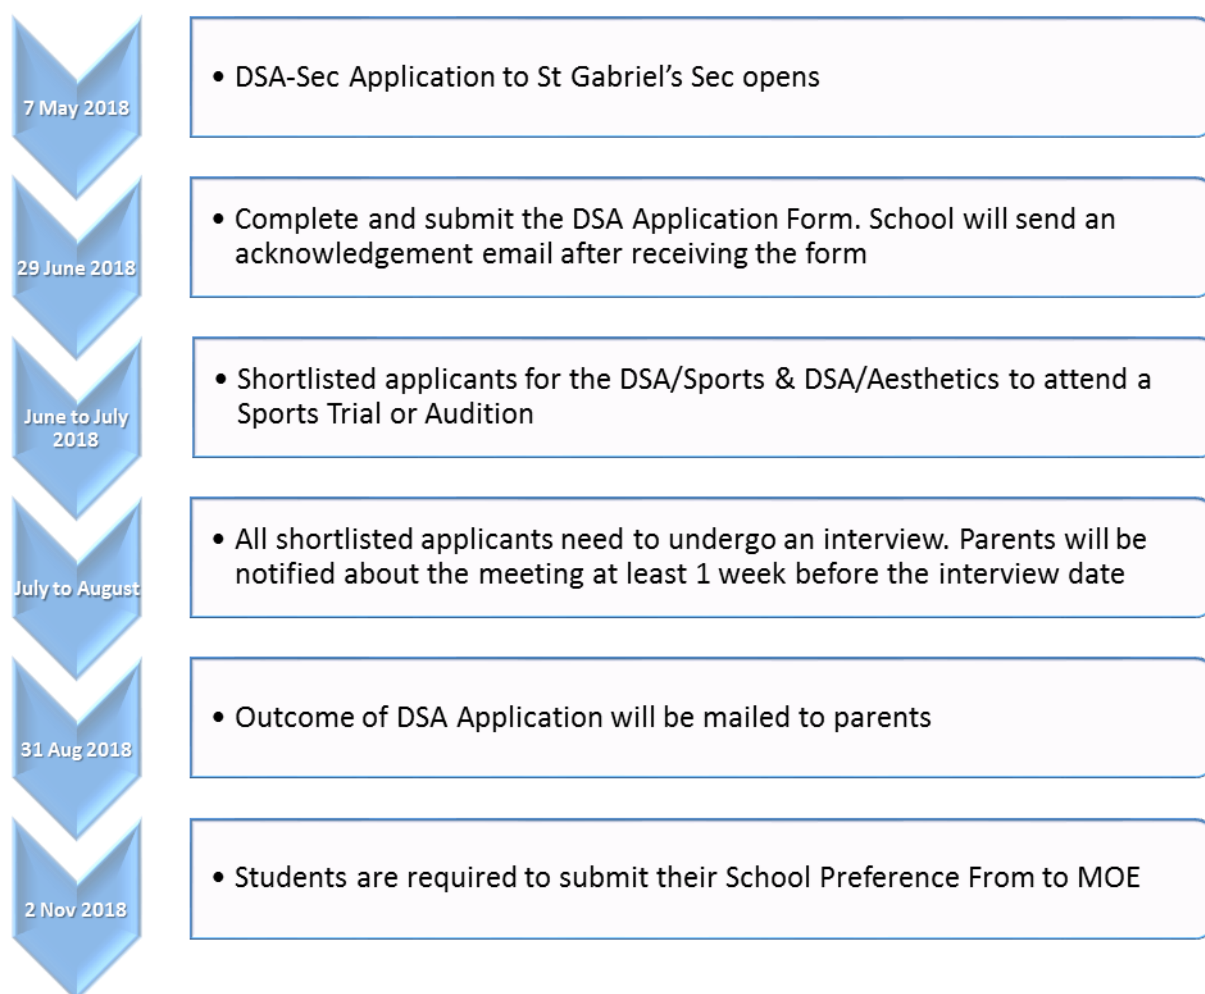 7 May 2018
• DSA-Sec Application to St Gabriel’s Sec opens
29 June 2018
• Complete and submit the DSA Application Form. School will send an
acknowledgement email after receiving the form
June to July
2018
• Shortlisted applicants for the DSA/Sports & DSA/Aesthetics to attend a
Sports Trial or Audition
July to August
• All shortlisted applicants need to undergo an interview. Parents will be
notified about the meeting at least 1 week before the interview date
31 Aug 2018
• Outcome of DSA Application will be mailed to parents
2 Nov 2018
• Students are required to submit their School Preference From to MOE